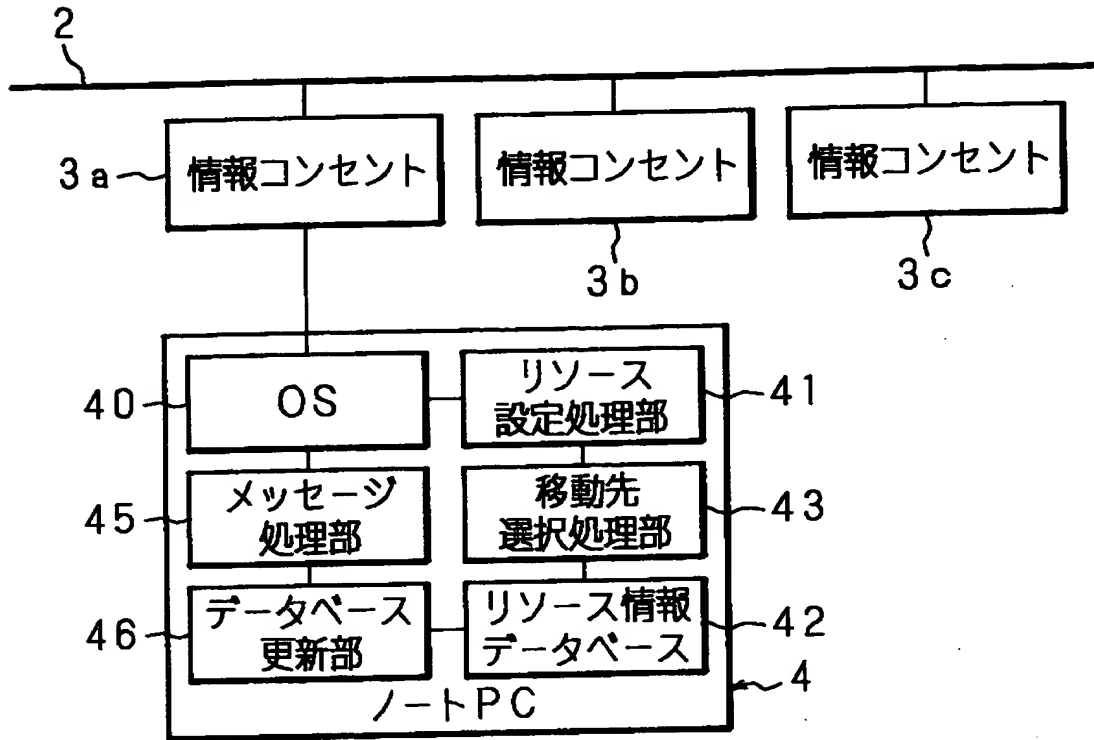 2
3a
情報コンセント
情報コンセント
情報コンセント
3b
3c
40
OS
リソース
設定処理部
41
45
メッセージ
処理部
移動先
選択処理部
43
46
データベース
更新部
リソース情報
データベース
42
ノートPC
4